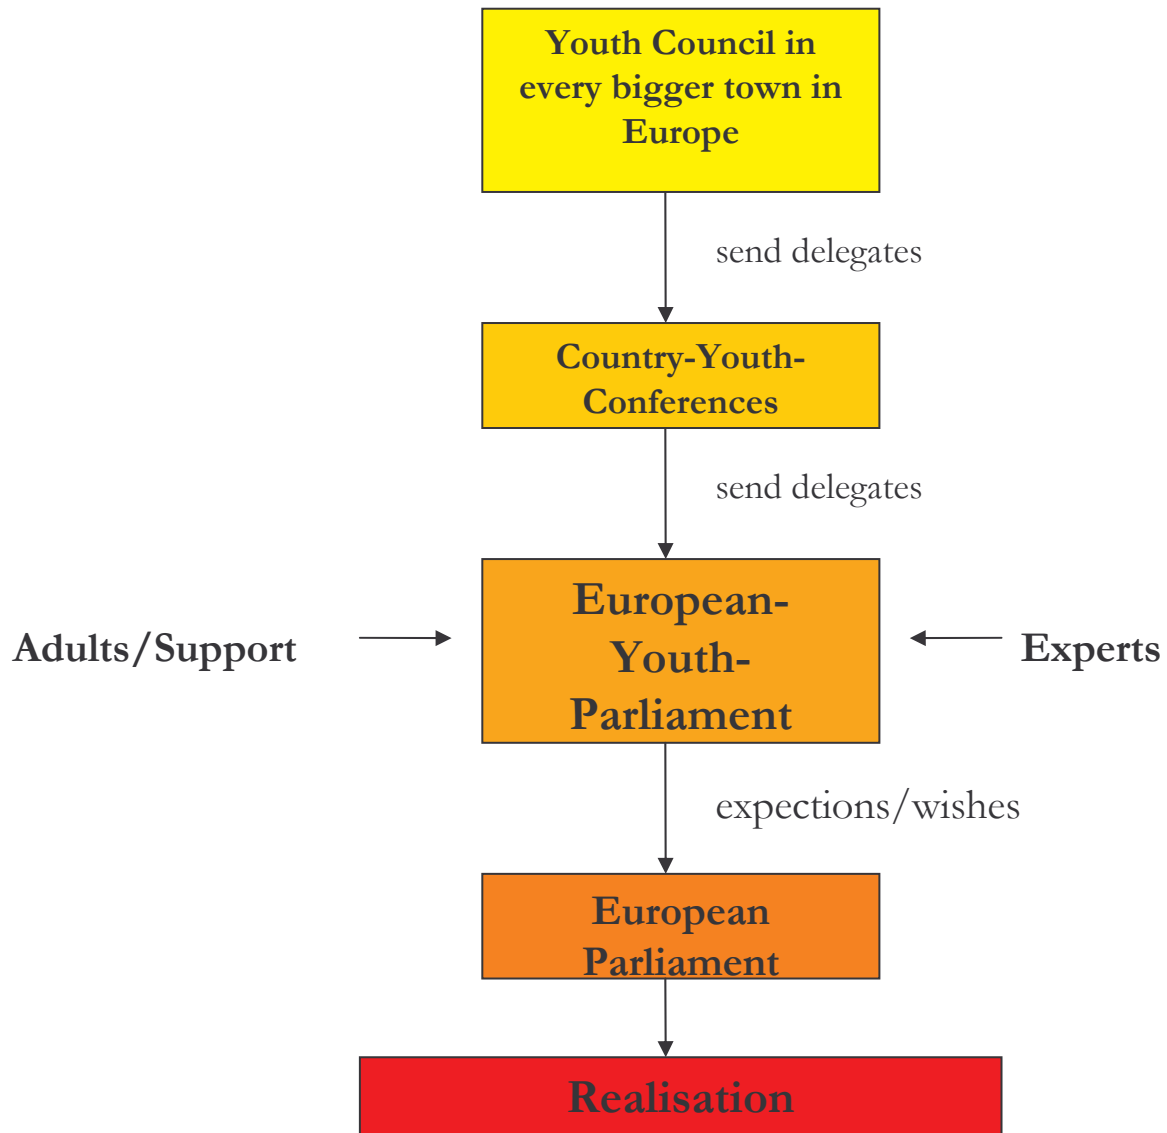 Youth Council in
every bigger town in
Europe
send delegates
Country-Youth-
Conferences
send delegates
European-
Youth-
Parliament
Adults/Support
Experts
expections/wishes
European
Parliament
Realisation